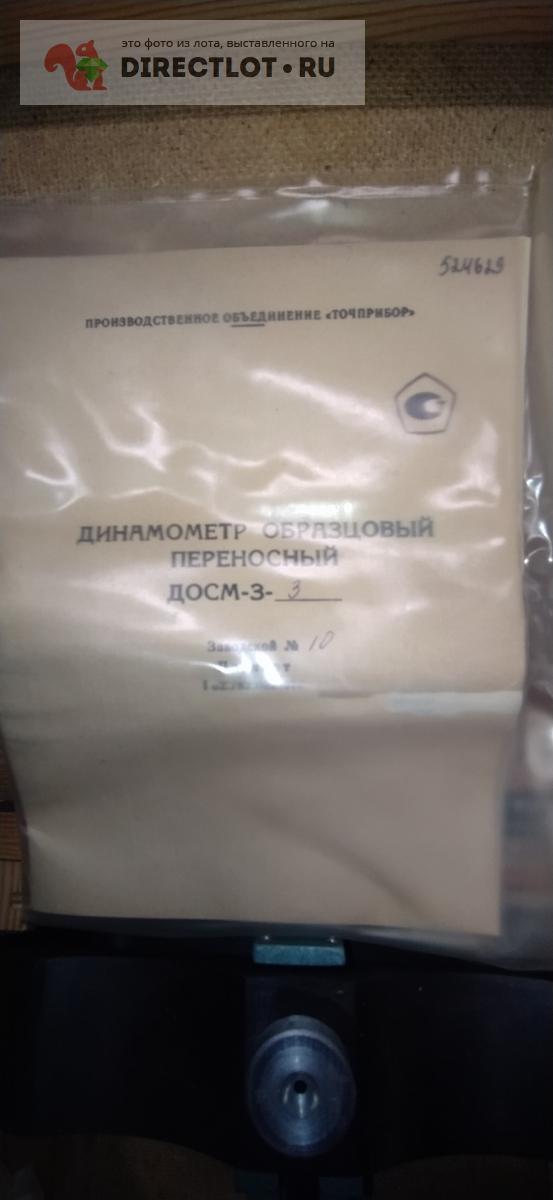 это фото из лота, выставленного на
DIRECTLOT.RU
524629
ПРОИЗВОДСТВЕННОЕ ОБЪЕДИНЕНИЕ «ТОЧПРИБОР»
ДИНАМОМЕТР ОБРАЗЦОВЫЙ
ПЕРЕНОСНЫЙ
ДОСМ-3-3
Заводской № 10